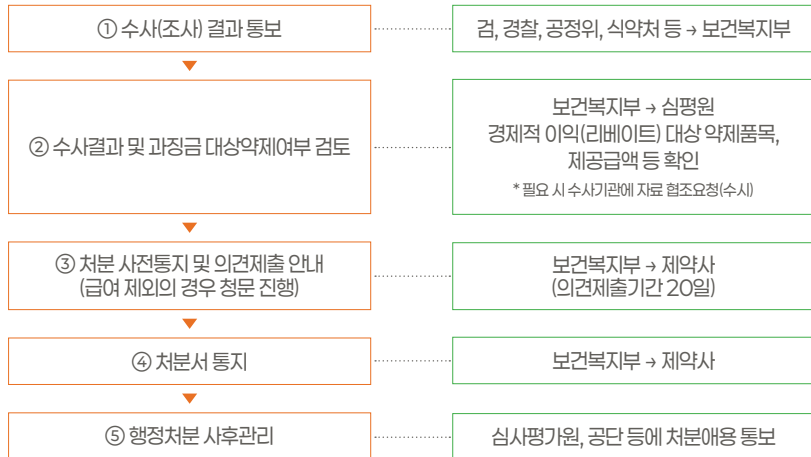 ① 수사(조사) 결과 통보
검, 경찰, 공정위, 식약처 등 → 보건복지부
② 수사결과 및 과징금 대상약제여부 검토
보건복지부 → 심평원
경제적 이익(리베이트) 대상 약제품목,
제공급액 등 확인
* 필요 시 수사기관에 자료 협조요청(수시)
③ 처분 사전통지 및 의견제출 안내
(급여 제외의 경우 청문 진행)
보건복지부 → 제약사
(의견제출기간 20일)
④ 처분서 통지
보건복지부 → 제약사
⑤ 행정처분 사후관리
심사평가원, 공단 등에 처분애용 통보